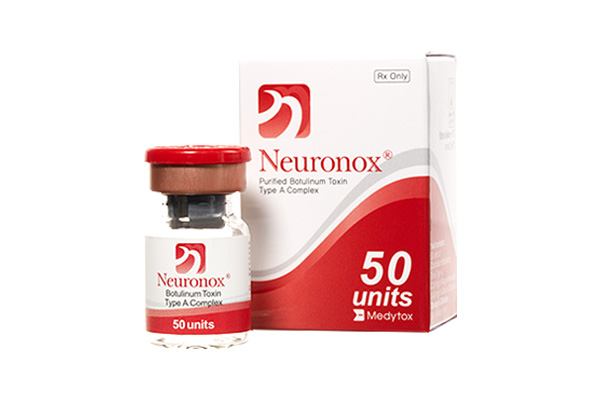 Rx Only
Neuronox®
Purified Botulinum Toxin
Type A Complex
50
units
Medytox
Neuronox®
Botulinum Toxin
Type A Complex
50 units